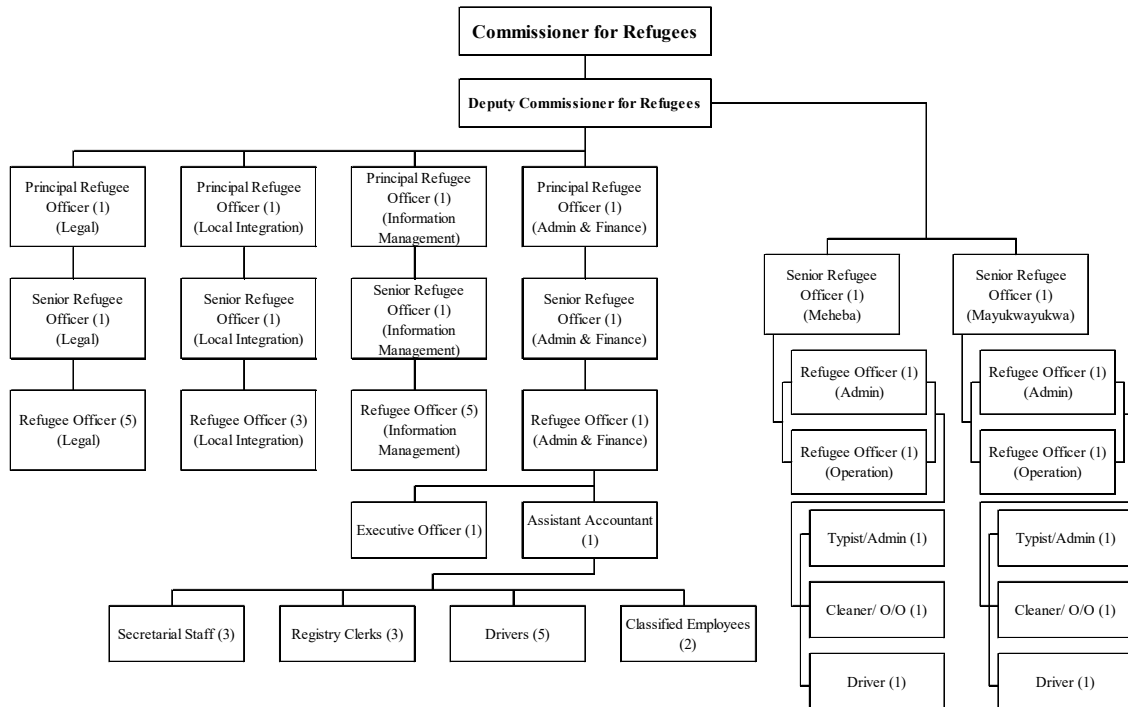 Commissioner for Refugees
Deputy Commissioner for Refugees
Principal Refugee
Officer (1)
(Legal)
Principal Refugee
Officer (1)
(Local Integration)
Principal Refugee
Officer (1)
(Information
Management)
Principal Refugee
Officer (1)
(Admin & Finance)
Senior Refugee
Officer (1)
(Legal)
Senior Refugee
Officer (1)
(Local Integration)
Senior Refugee
Officer (1)
(Information
Management)
Senior Refugee
Officer (1)
(Admin & Finance)
Refugee Officer (5)
(Legal)
Refugee Officer (3)
(Local Integration)
Refugee Officer (5)
(Information
Management)
Refugee Officer (1)
(Admin & Finance)
Executive Officer (1)
Assistant Accountant
(1)
Secretarial Staff (3)
Registry Clerks (3)
Drivers (5)
Classified Employees
(2)
Senior Refugee
Officer (1)
(Meheba)
Refugee Officer (1)
(Admin)
Refugee Officer (1)
(Operation)
Typist/Admin (1)
Cleaner/ O/O (1)
Driver (1)
Senior Refugee
Officer (1)
(Mayukwayukwa)
Refugee Officer (1)
(Admin)
Refugee Officer (1)
(Operation)
Typist/Admin (1)
Cleaner/ O/O (1)
Driver (1)